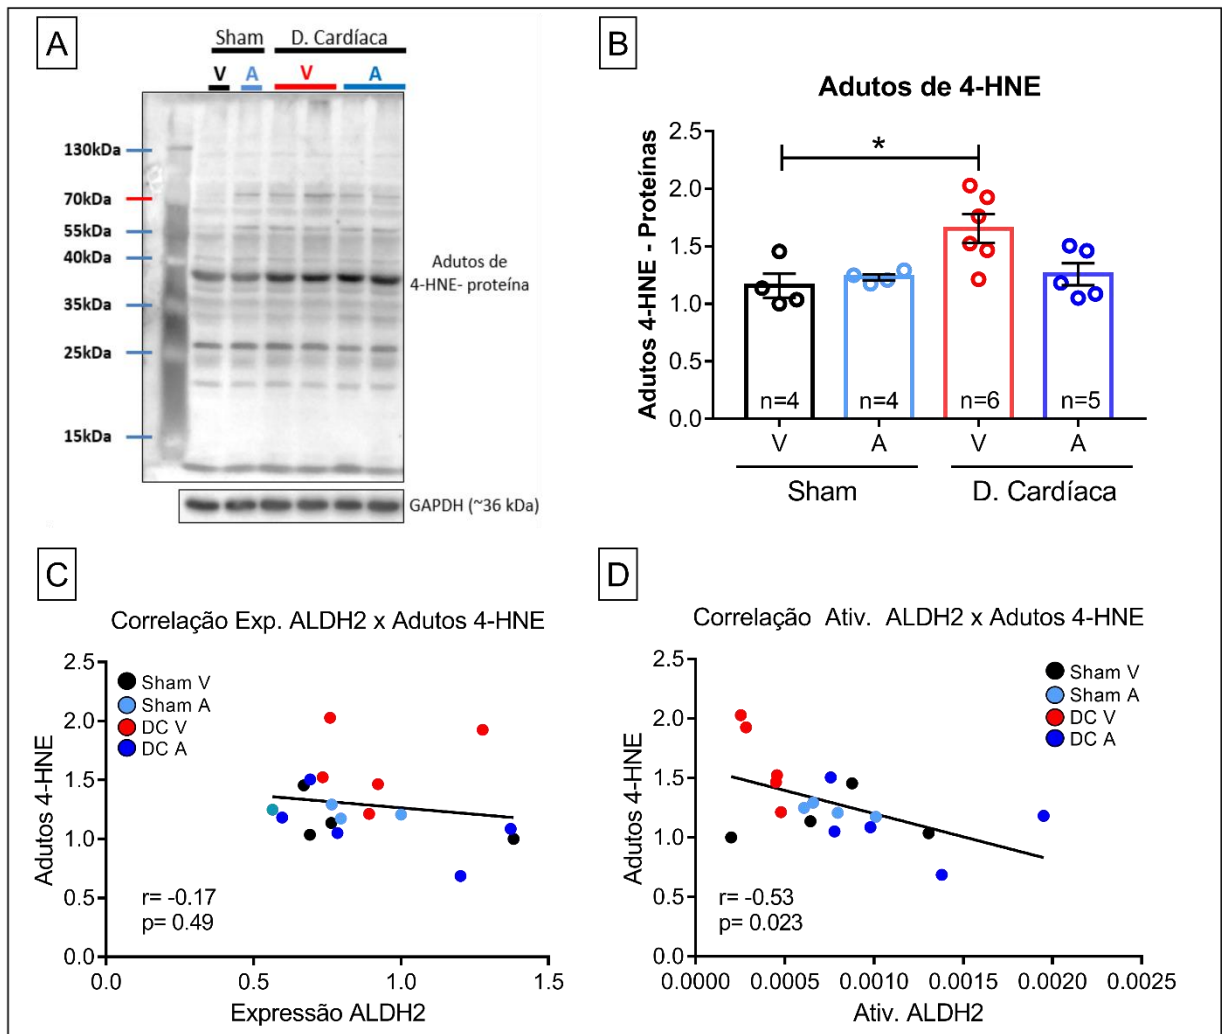 A
Sham
D. Cardíaca
V
A
V
A
130kDa
70kDa
55kDa
40kDa
35kDa
25kDa
15kDa
Adutos de
4-HNE- proteína
GAPDH (~36 kDa)
B
Adutos de 4-HNE
Adutos 4-HNE - Proteínas
2.5
2.0
1.5
1.0
0.5
0.0
*
n=4
n=4
n=6
n=5
V
A
V
A
Sham
D. Cardíaca
C
Correlação Exp. ALDH2 x Adutos 4-HNE
Adutos 4-HNE
2.5
2.0
1.5
1.0
0.5
0.0
Sham V
Sham A
DC V
DC A
r= -0.17
p= 0.49
0.0
0.5
1.0
1.5
Expressão ALDH2
D
Correlação Ativ. ALDH2 x Adutos 4-HNE
Adutos 4-HNE
2.5
2.0
1.5
1.0
0.5
0.0
Sham V
Sham A
DC V
DC A
r= -0.53
p= 0.023
0.0000
0.0005
0.0010
0.0015
0.0020
0.0025
Ativ. ALDH2